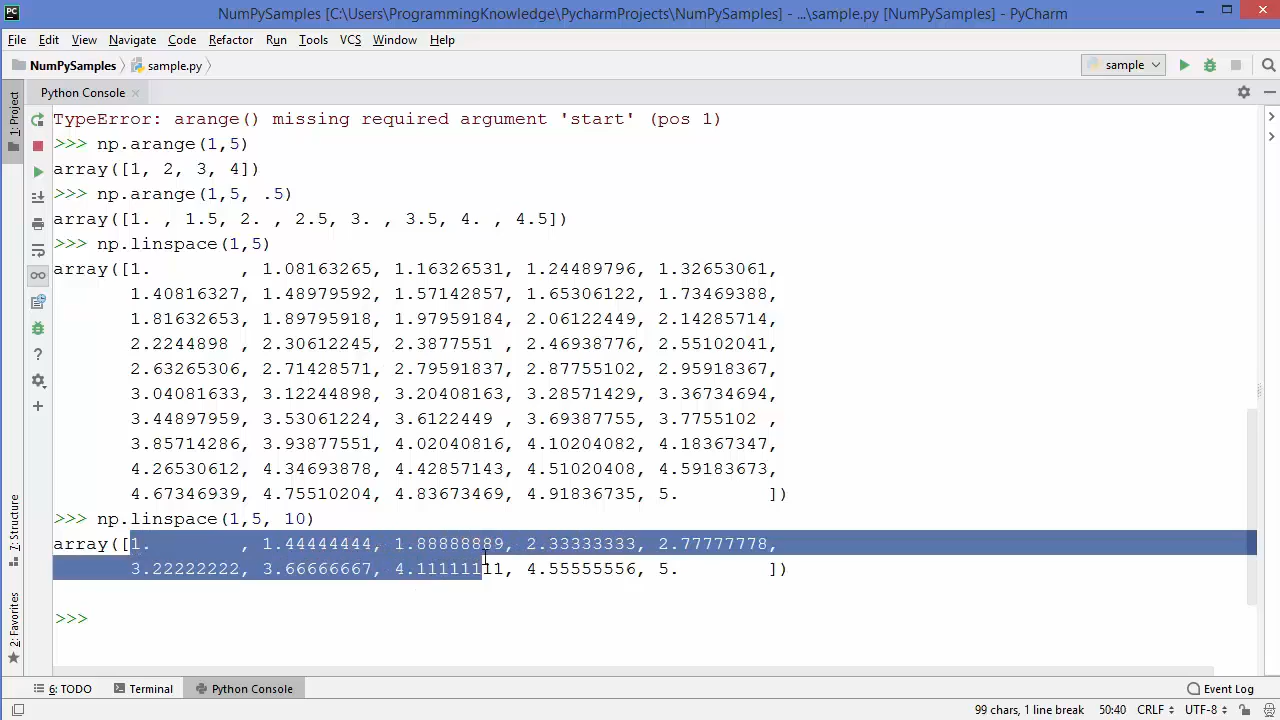 PC NumPySamples [C:\Users\ProgrammingKnowledge\PycharmProjects\NumPySamples] - ...\sample.py [NumPySamples] - PyCharm
File Edit View Navigate Code Refactor Run Tools VCS Window Help
NumPySamples sample.py sample
1: Project
Python Console
TypeError: arange() missing required argument 'start' (pos 1)
>>> np.arange(1,5)
array([1, 2, 3, 4])
>>> np.arange(1,5, .5)
array([1. , 1.5, 2. , 2.5, 3. , 3.5, 4. , 4.5])
>>> np.linspace(1,5)
array([1.        , 1.08163265, 1.16326531, 1.24489796, 1.32653061,
       1.40816327, 1.48979592, 1.57142857, 1.65306122, 1.73469388,
       1.81632653, 1.89795918, 1.97959184, 2.06122449, 2.14285714,
       2.2244898 , 2.30612245, 2.3877551 , 2.46938776, 2.55102041,
       2.63265306, 2.71428571, 2.79591837, 2.87755102, 2.95918367,
       3.04081633, 3.12244898, 3.20408163, 3.28571429, 3.36734694,
       3.44897959, 3.53061224, 3.6122449 , 3.69387755, 3.7755102 ,
       3.85714286, 3.93877551, 4.02040816, 4.10204082, 4.18367347,
       4.26530612, 4.34693878, 4.42857143, 4.51020408, 4.59183673,
       4.67346939, 4.75510204, 4.83673469, 4.91836735, 5.        ])
>>> np.linspace(1,5, 10)
array([1.        , 1.44444444, 1.88888889, 2.33333333, 2.77777778,
       3.22222222, 3.66666667, 4.11111111, 4.55555556, 5.        ])
>>>
7: Structure
2: Favorites
6: TODO Terminal Python Console Event Log
99 chars, 1 line break 50:40 CRLF UTF-8